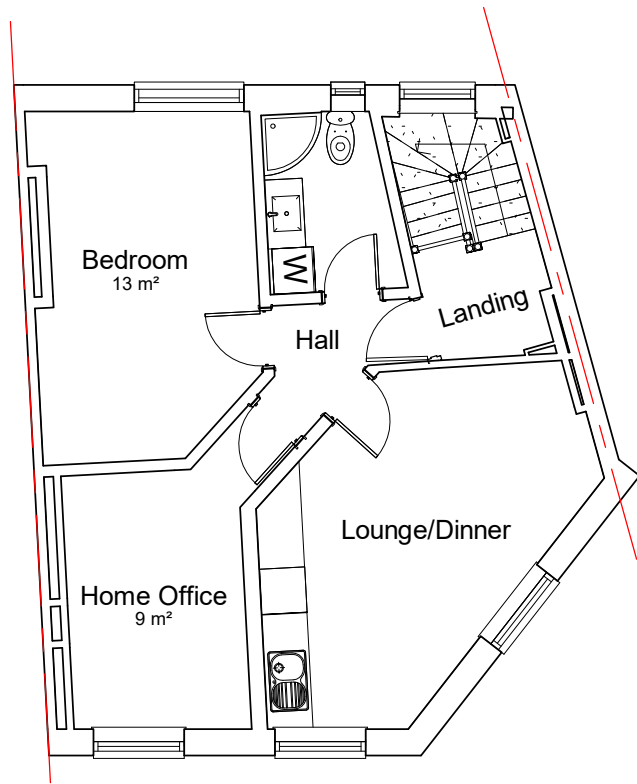 Bedroom
13 m²
W
Hall
Landing
Lounge/Dinner
Home Office
9 m²